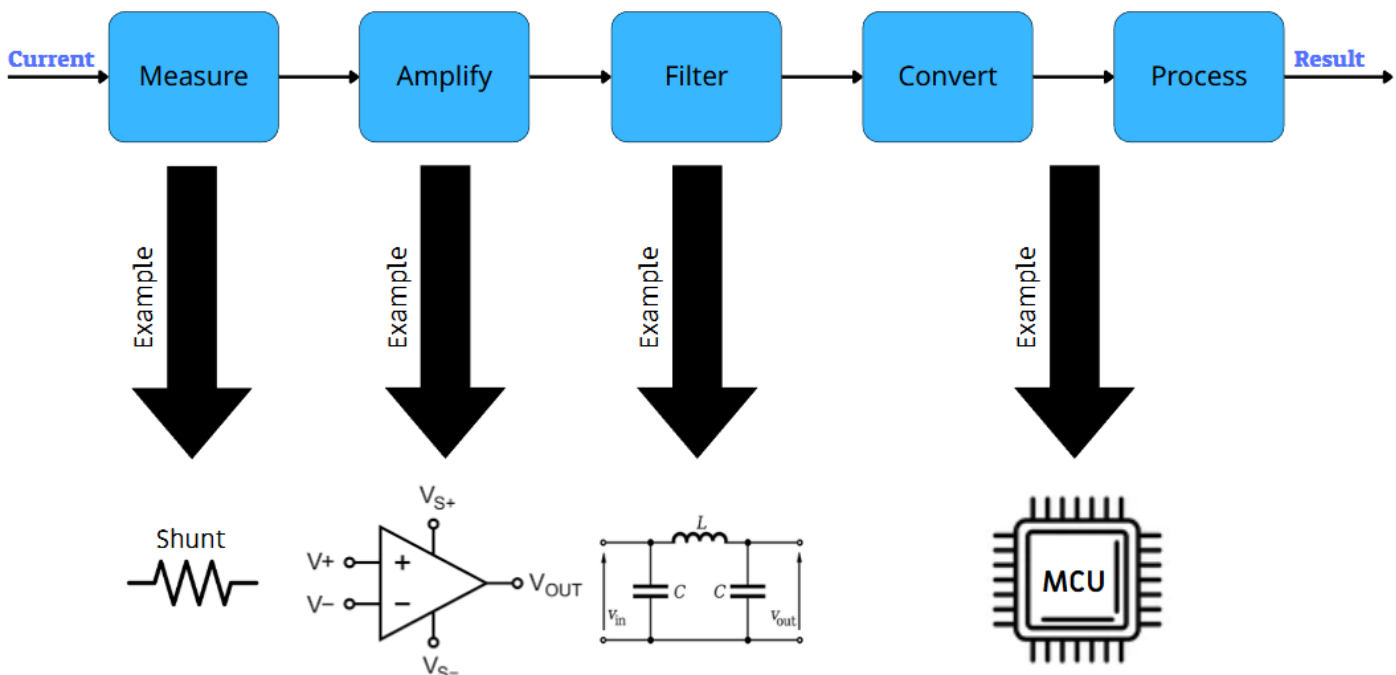 Current
Measure
Amplify
Filter
Convert
Process
Result
Example
Example
Example
Example
Shunt
VS+
V+
+
VOUT
V−
−
VS−
L
C
C
vin
vout
MCU